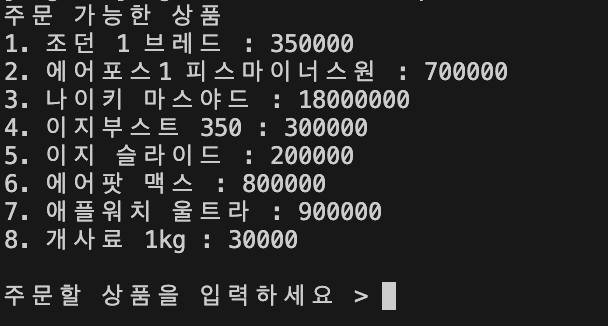 주문 가능한 상품
1. 조던 1 브레드 : 350000
2. 에어포스1 피스마이너스원 : 700000
3. 나이키 마스야드 : 18000000
4. 이지부스트 350 : 300000
5. 이지 슬라이드 : 200000
6. 에어팟 맥스 : 800000
7. 애플워치 울트라 : 900000
8. 개사료 1kg : 30000
주문할 상품을 입력하세요 >